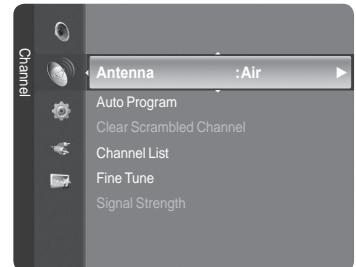 Channel
Antenna :Air
Auto Program
Clear Scrambled Channel
Channel List
Fine Tune
Signal Strength